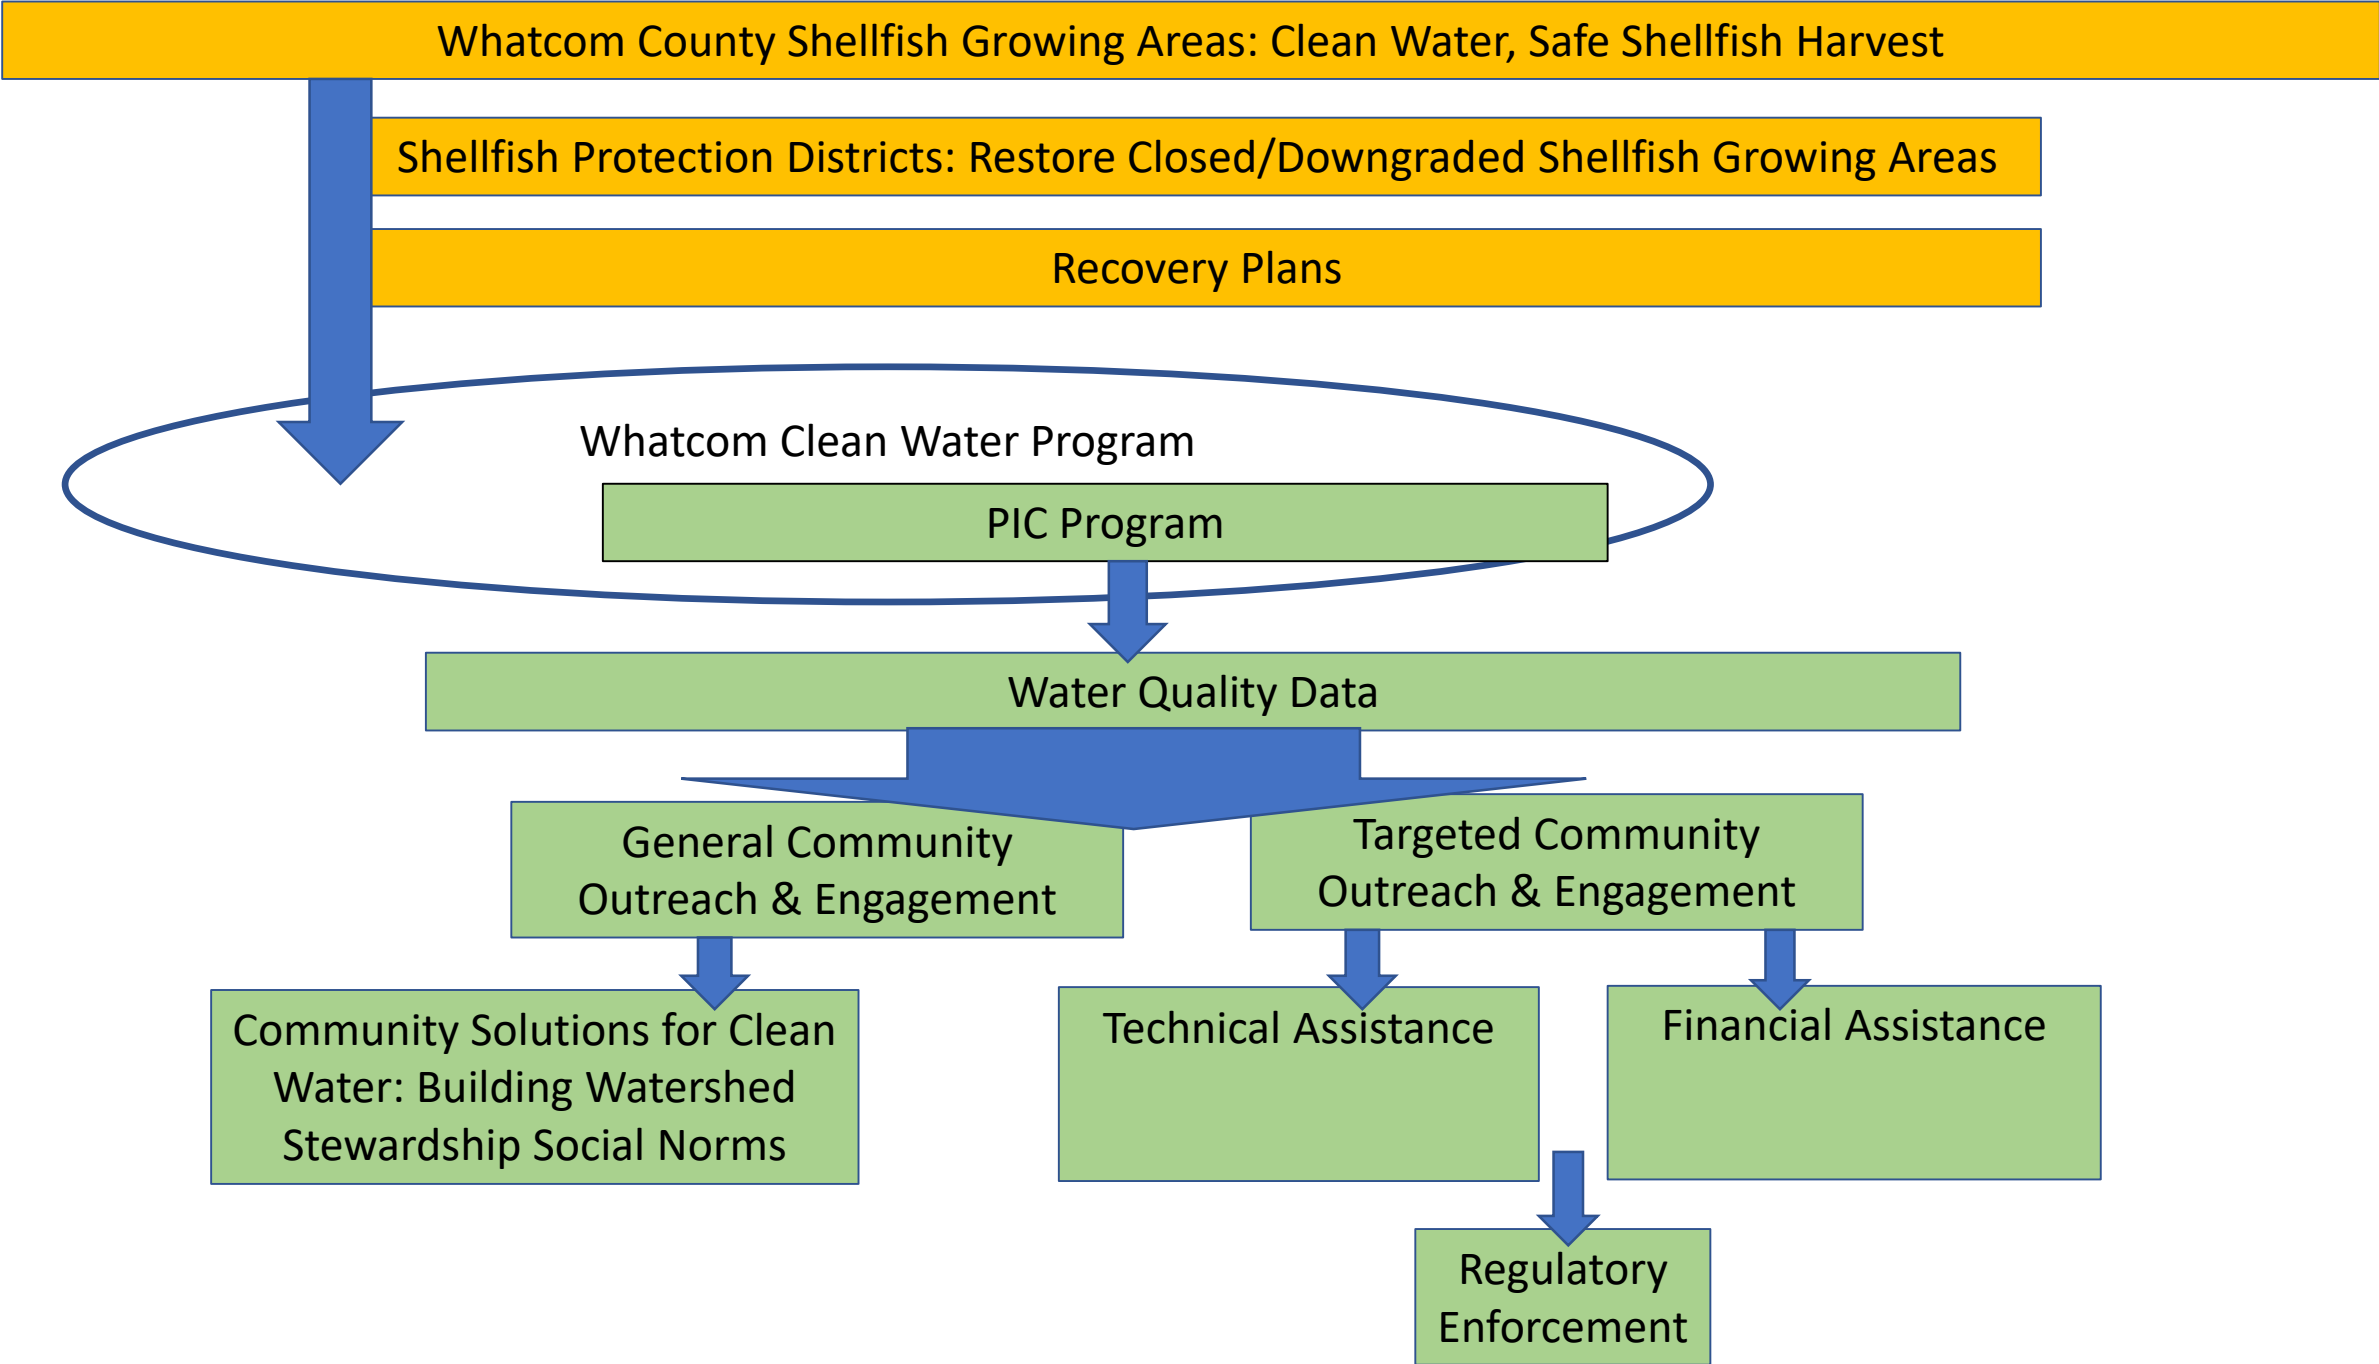 Whatcom County Shellfish Growing Areas: Clean Water, Safe Shellfish Harvest
Shellfish Protection Districts: Restore Closed/Downgraded Shellfish Growing Areas
Recovery Plans
Whatcom Clean Water Program
PIC Program
Water Quality Data
General Community
Outreach & Engagement
Targeted Community
Outreach & Engagement
Community Solutions for Clean
Water: Building Watershed
Stewardship Social Norms
Technical Assistance
Financial Assistance
Regulatory
Enforcement